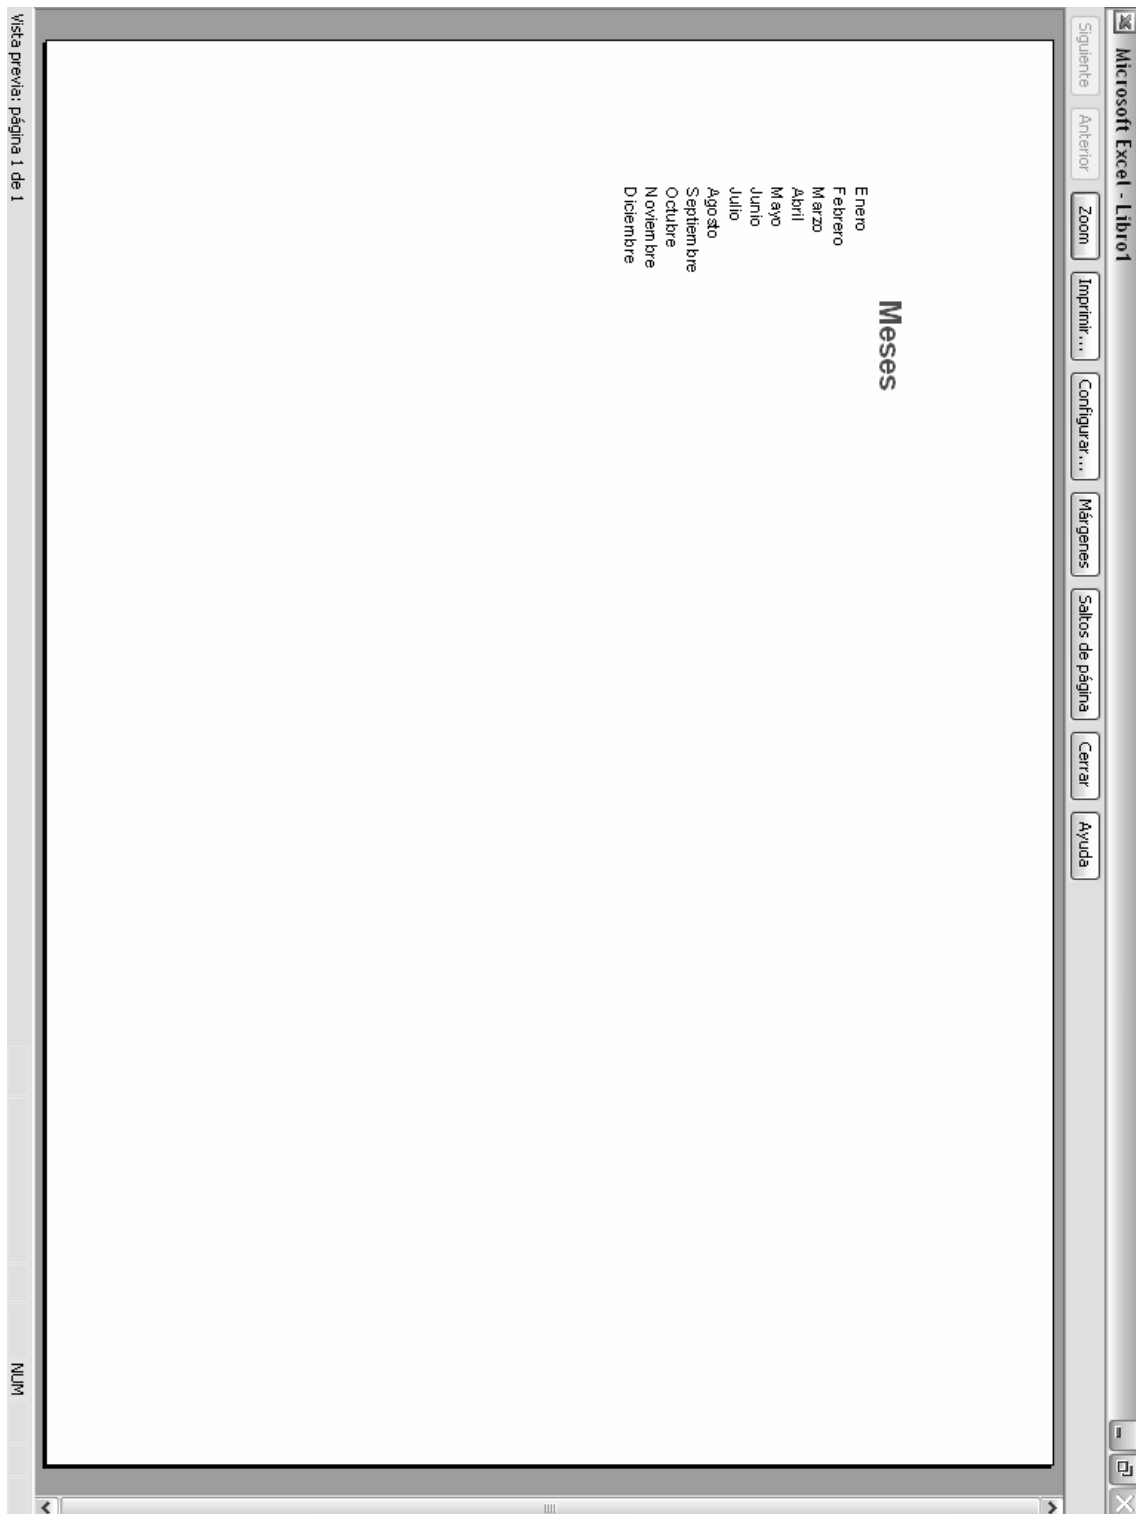 Microsoft Excel - Libro1
Siguiente Anterior Zoom Imprimir... Configurar... Márgenes Saltos de página Cerrar Ayuda
Meses
Enero
Febrero
Marzo
Abril
Mayo
Junio
Julio
Agosto
Septiembre
Octubre
Noviembre
Diciembre
Vista previa: página 1 de 1 NUM